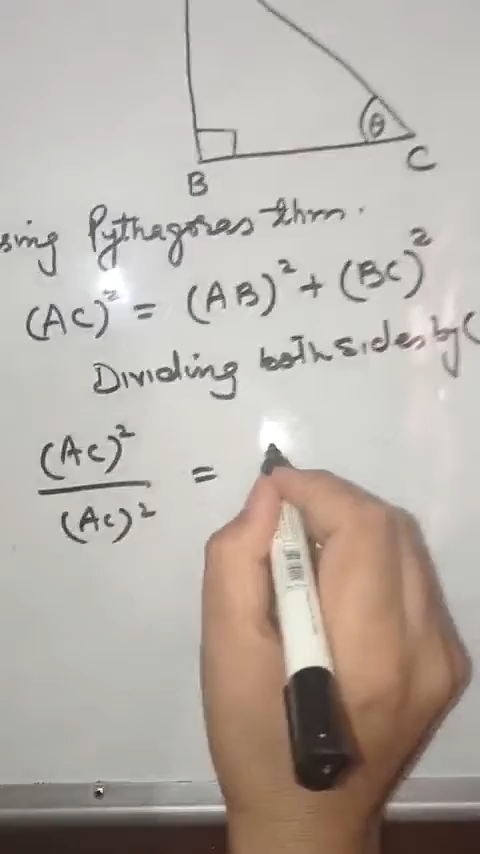 θ
C
B
sing Pythagores thm.
(AC)² = (AB)² + (BC)²
Dividing both sides by (
(AC)² / (AC)² =